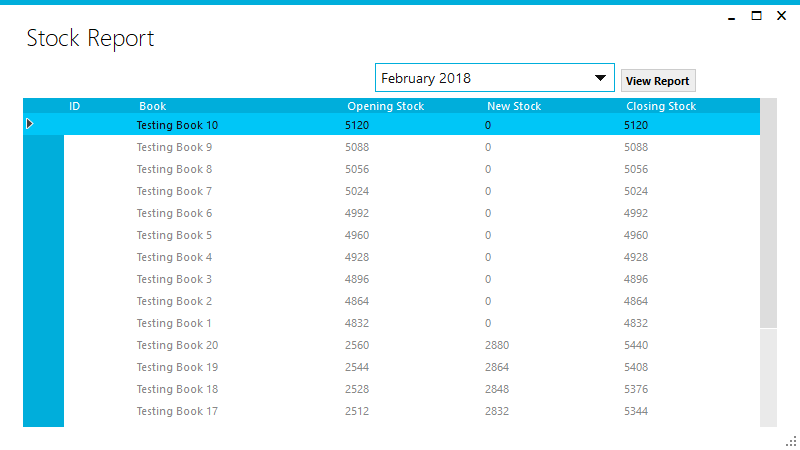 Stock Report
February 2018 View Report
ID Book Opening Stock New Stock Closing Stock
Testing Book 10 5120 0 5120
Testing Book 9 5088 0 5088
Testing Book 8 5056 0 5056
Testing Book 7 5024 0 5024
Testing Book 6 4992 0 4992
Testing Book 5 4960 0 4960
Testing Book 4 4928 0 4928
Testing Book 3 4896 0 4896
Testing Book 2 4864 0 4864
Testing Book 1 4832 0 4832
Testing Book 20 2560 2880 5440
Testing Book 19 2544 2864 5408
Testing Book 18 2528 2848 5376
Testing Book 17 2512 2832 5344